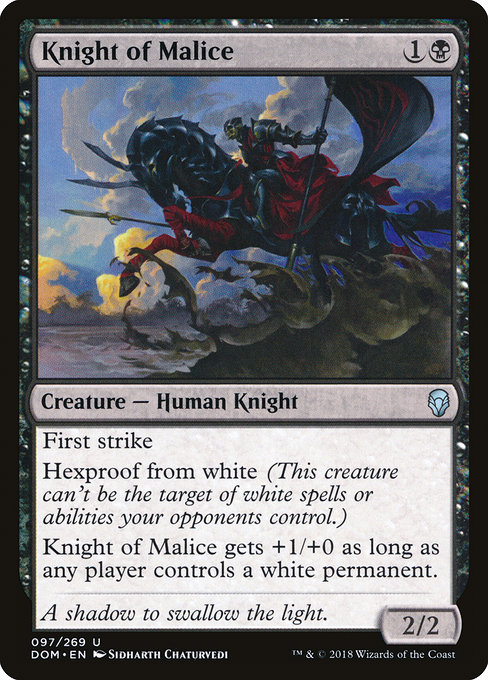 Knight of Malice 1
Creature — Human Knight
First strike
Hexproof from white (This creature
can't be the target of white spells or
abilities your opponents control.)
Knight of Malice gets +1/+0 as long as
any player controls a white permanent.
A shadow to swallow the light.
2/2
097/269 U
DOM • EN Sidharth Chaturvedi
™ & © 2018 Wizards of the Coast